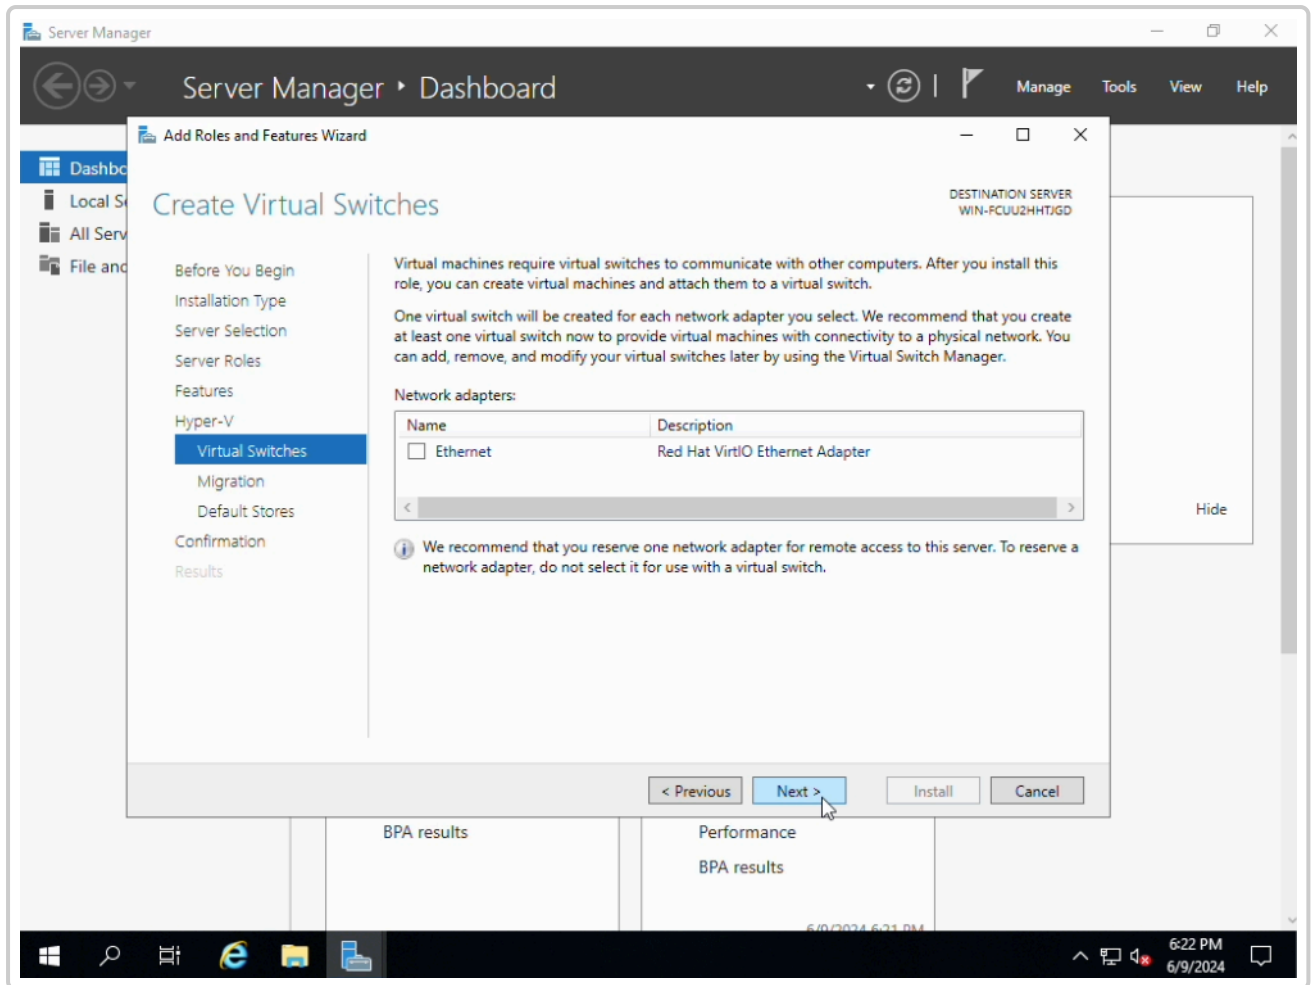 Server Manager
Server Manager ‣ Dashboard
Manage Tools View Help
Add Roles and Features Wizard
Dashbo
Local Se
All Serv
File and
Create Virtual Switches
DESTINATION SERVER
WIN-FCUU2HHTJGD
Before You Begin
Installation Type
Server Selection
Server Roles
Features
Hyper-V
Virtual Switches
Migration
Default Stores
Confirmation
Results
Virtual machines require virtual switches to communicate with other computers. After you install this
role, you can create virtual machines and attach them to a virtual switch.
One virtual switch will be created for each network adapter you select. We recommend that you create
at least one virtual switch now to provide virtual machines with connectivity to a physical network. You
can add, remove, and modify your virtual switches later by using the Virtual Switch Manager.
Network adapters:
Name Description
Ethernet Red Hat VirtIO Ethernet Adapter
We recommend that you reserve one network adapter for remote access to this server. To reserve a
network adapter, do not select it for use with a virtual switch.
Hide
< Previous Next > Install Cancel
BPA results
Performance
BPA results
6/9/2024 6:21 PM
6:22 PM
6/9/2024